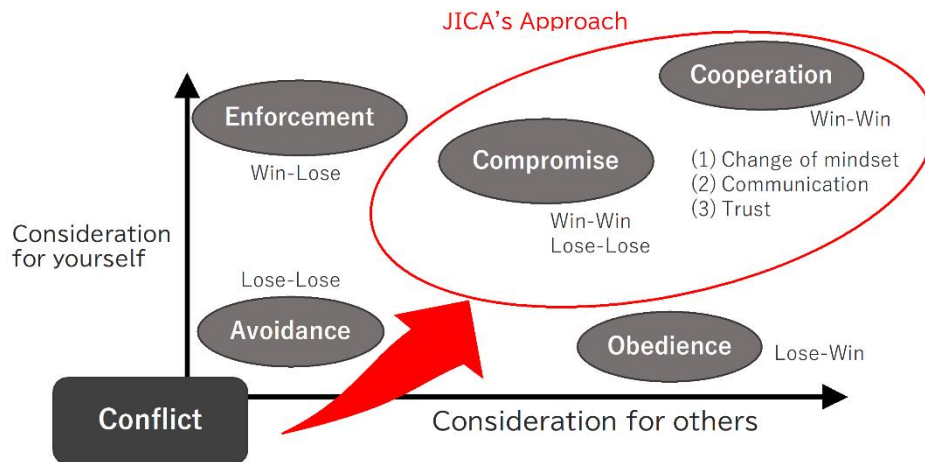 JICA's Approach
Cooperation
Win-Win
Enforcement
Win-Lose
Compromise
Win-Win
Lose-Lose
(1) Change of mindset
(2) Communication
(3) Trust
Consideration
for yourself
Lose-Lose
Avoidance
Obedience
Lose-Win
Conflict
Consideration for others